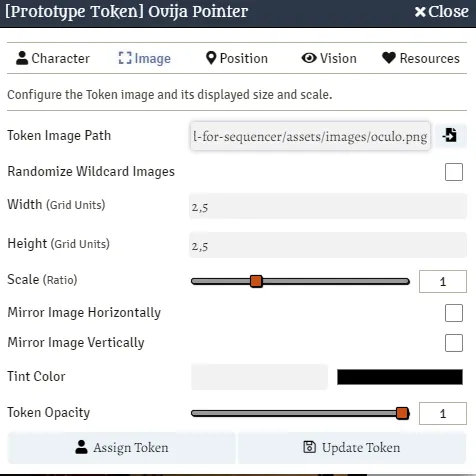 [Prototype Token] Ovija Pointer Close
Character Image Position Vision Resources
Configure the Token image and its displayed size and scale.
Token Image Path l-for-sequencer/assets/images/oculo.png
Randomize Wildcard Images
Width (Grid Units) 2,5
Height (Grid Units) 2,5
Scale (Ratio) 1
Mirror Image Horizontally
Mirror Image Vertically
Tint Color
Token Opacity 1
Assign Token Update Token